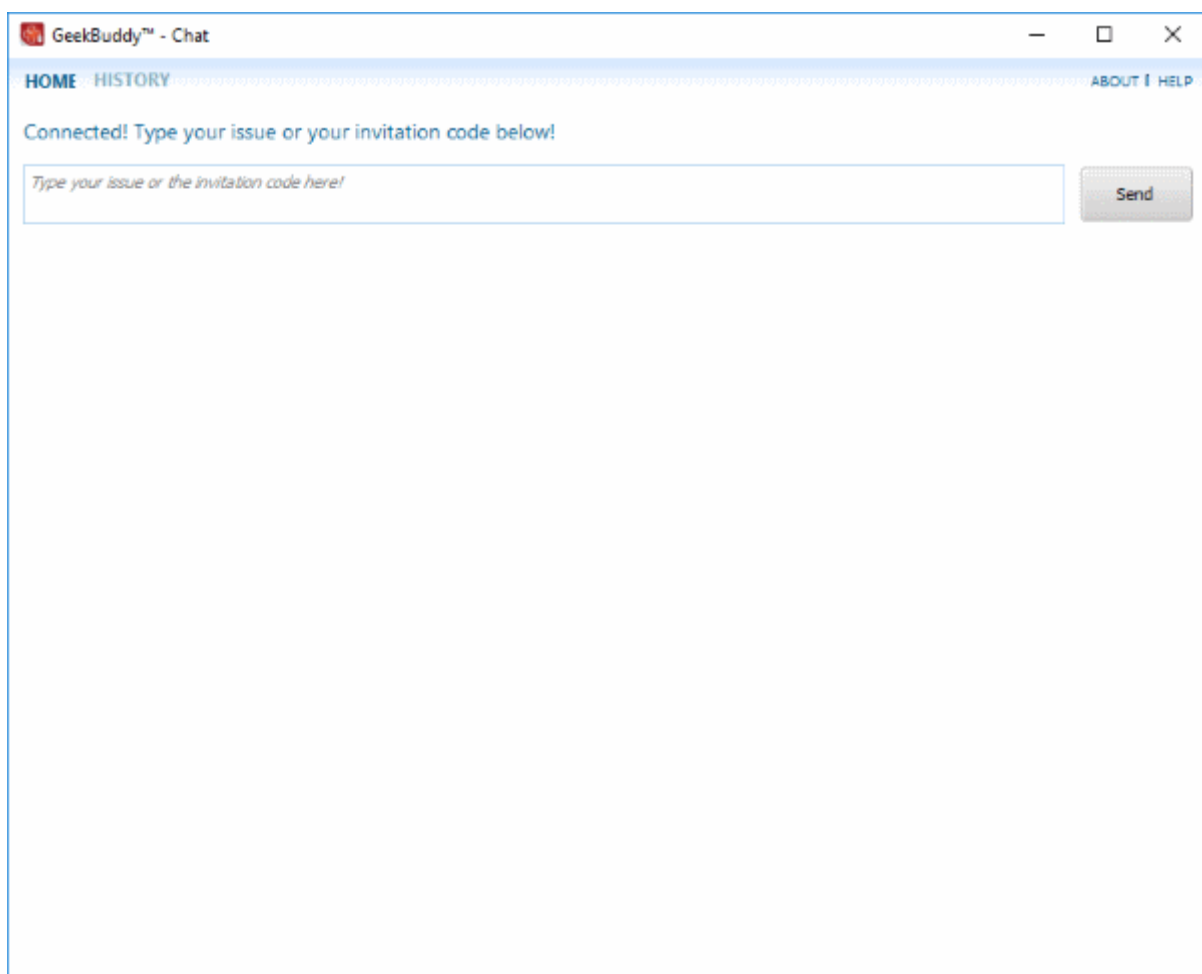 GeekBuddy™ - Chat
HOME HISTORY ABOUT | HELP
Connected! Type your issue or your invitation code below!
Type your issue or the invitation code here!
Send